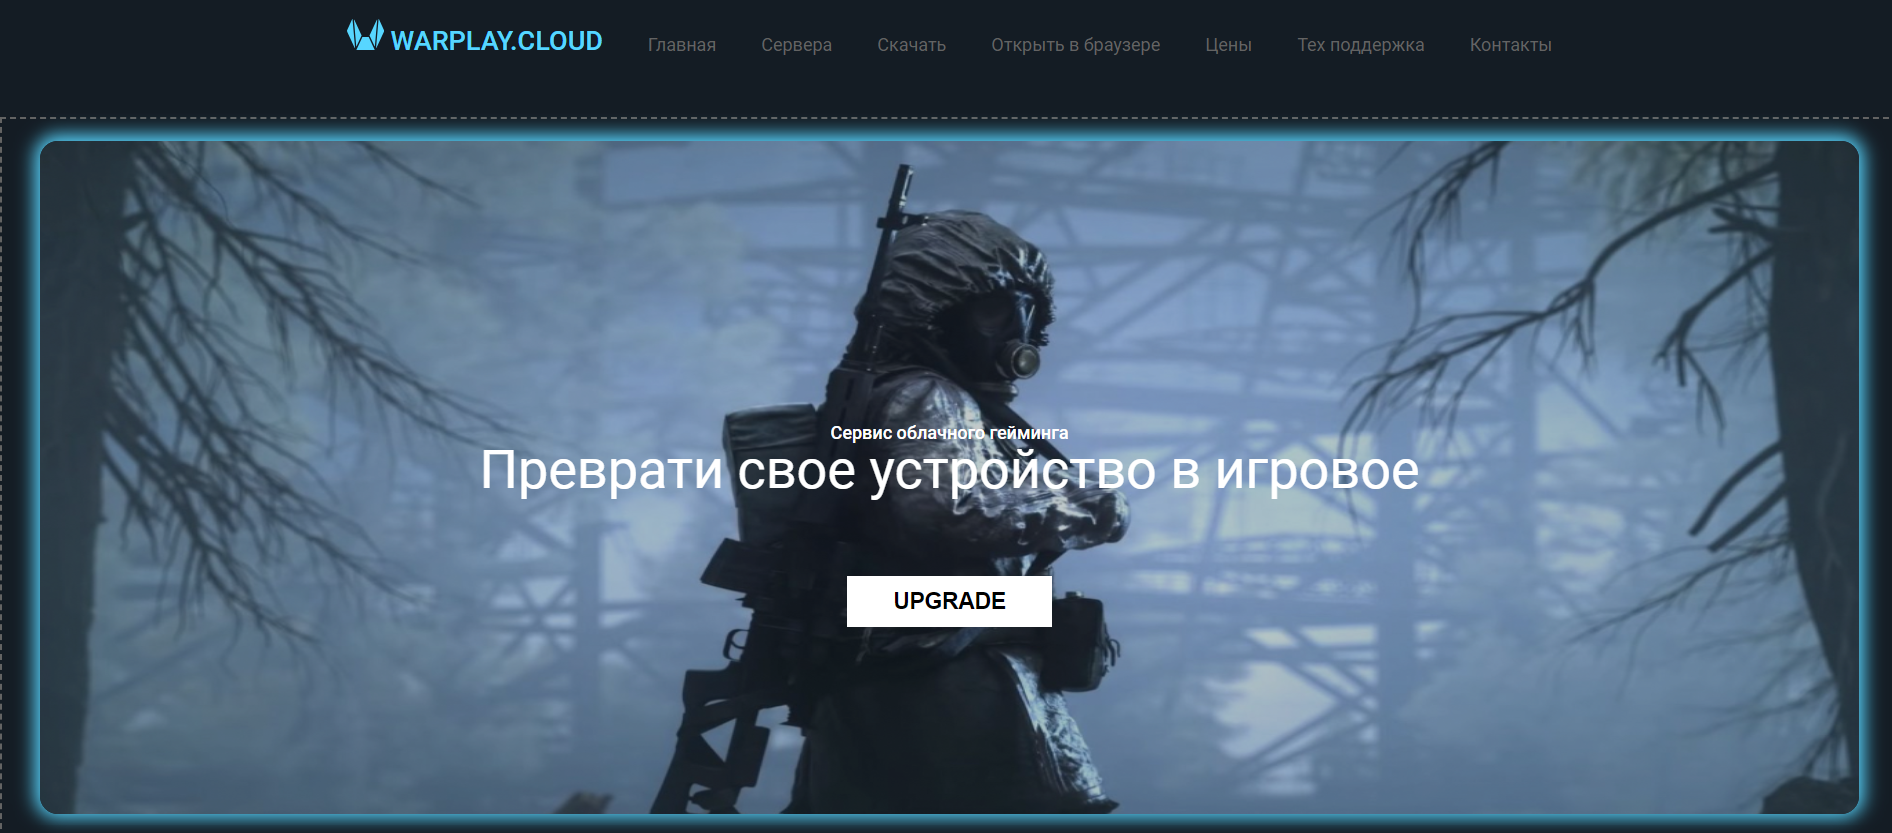 WARPLAY.CLOUD
Главная Сервера Скачать Открыть в браузере Цены Тех поддержка Контакты
Сервис облачного гейминга
Преврати свое устройство в игровое
UPGRADE